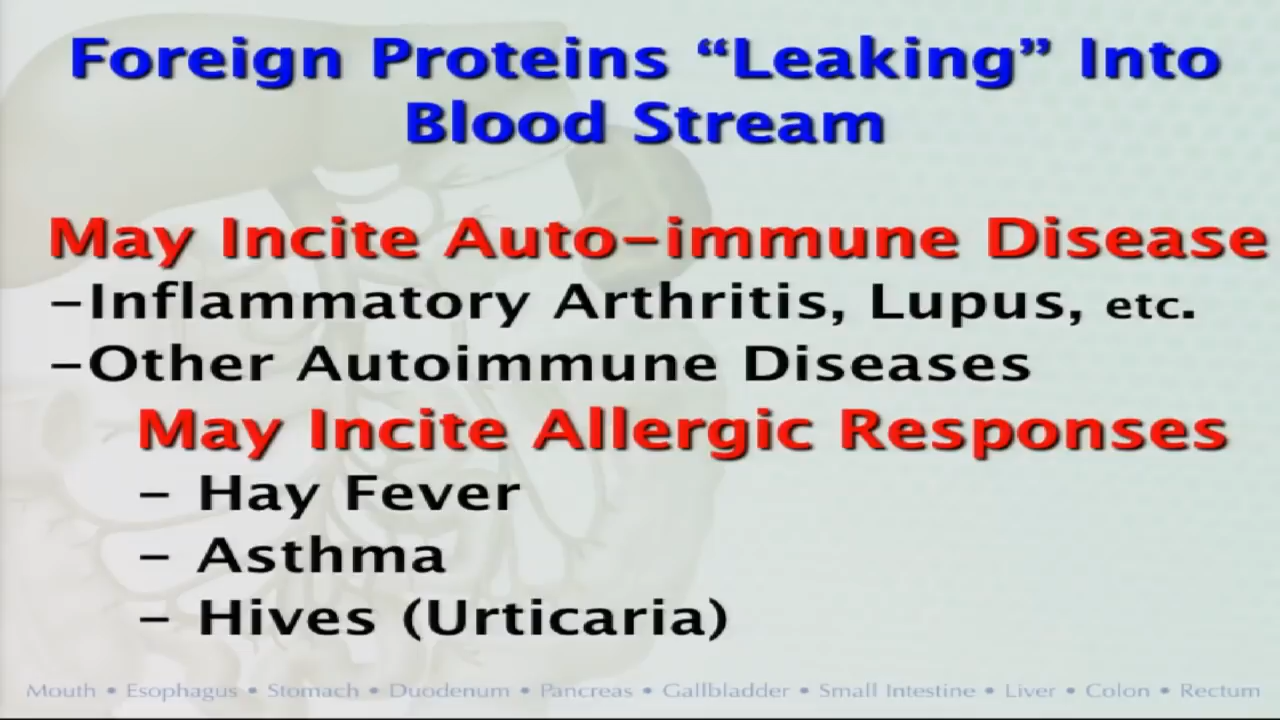 Foreign Proteins “Leaking” Into
Blood Stream
May Incite Auto-immune Disease
–Inflammatory Arthritis, Lupus, etc.
–Other Autoimmune Diseases
May Incite Allergic Responses
– Hay Fever
– Asthma
– Hives (Urticaria)
Mouth • Esophagus • Stomach • Duodenum • Pancreas • Gallbladder • Small Intestine • Liver • Colon • Rectum